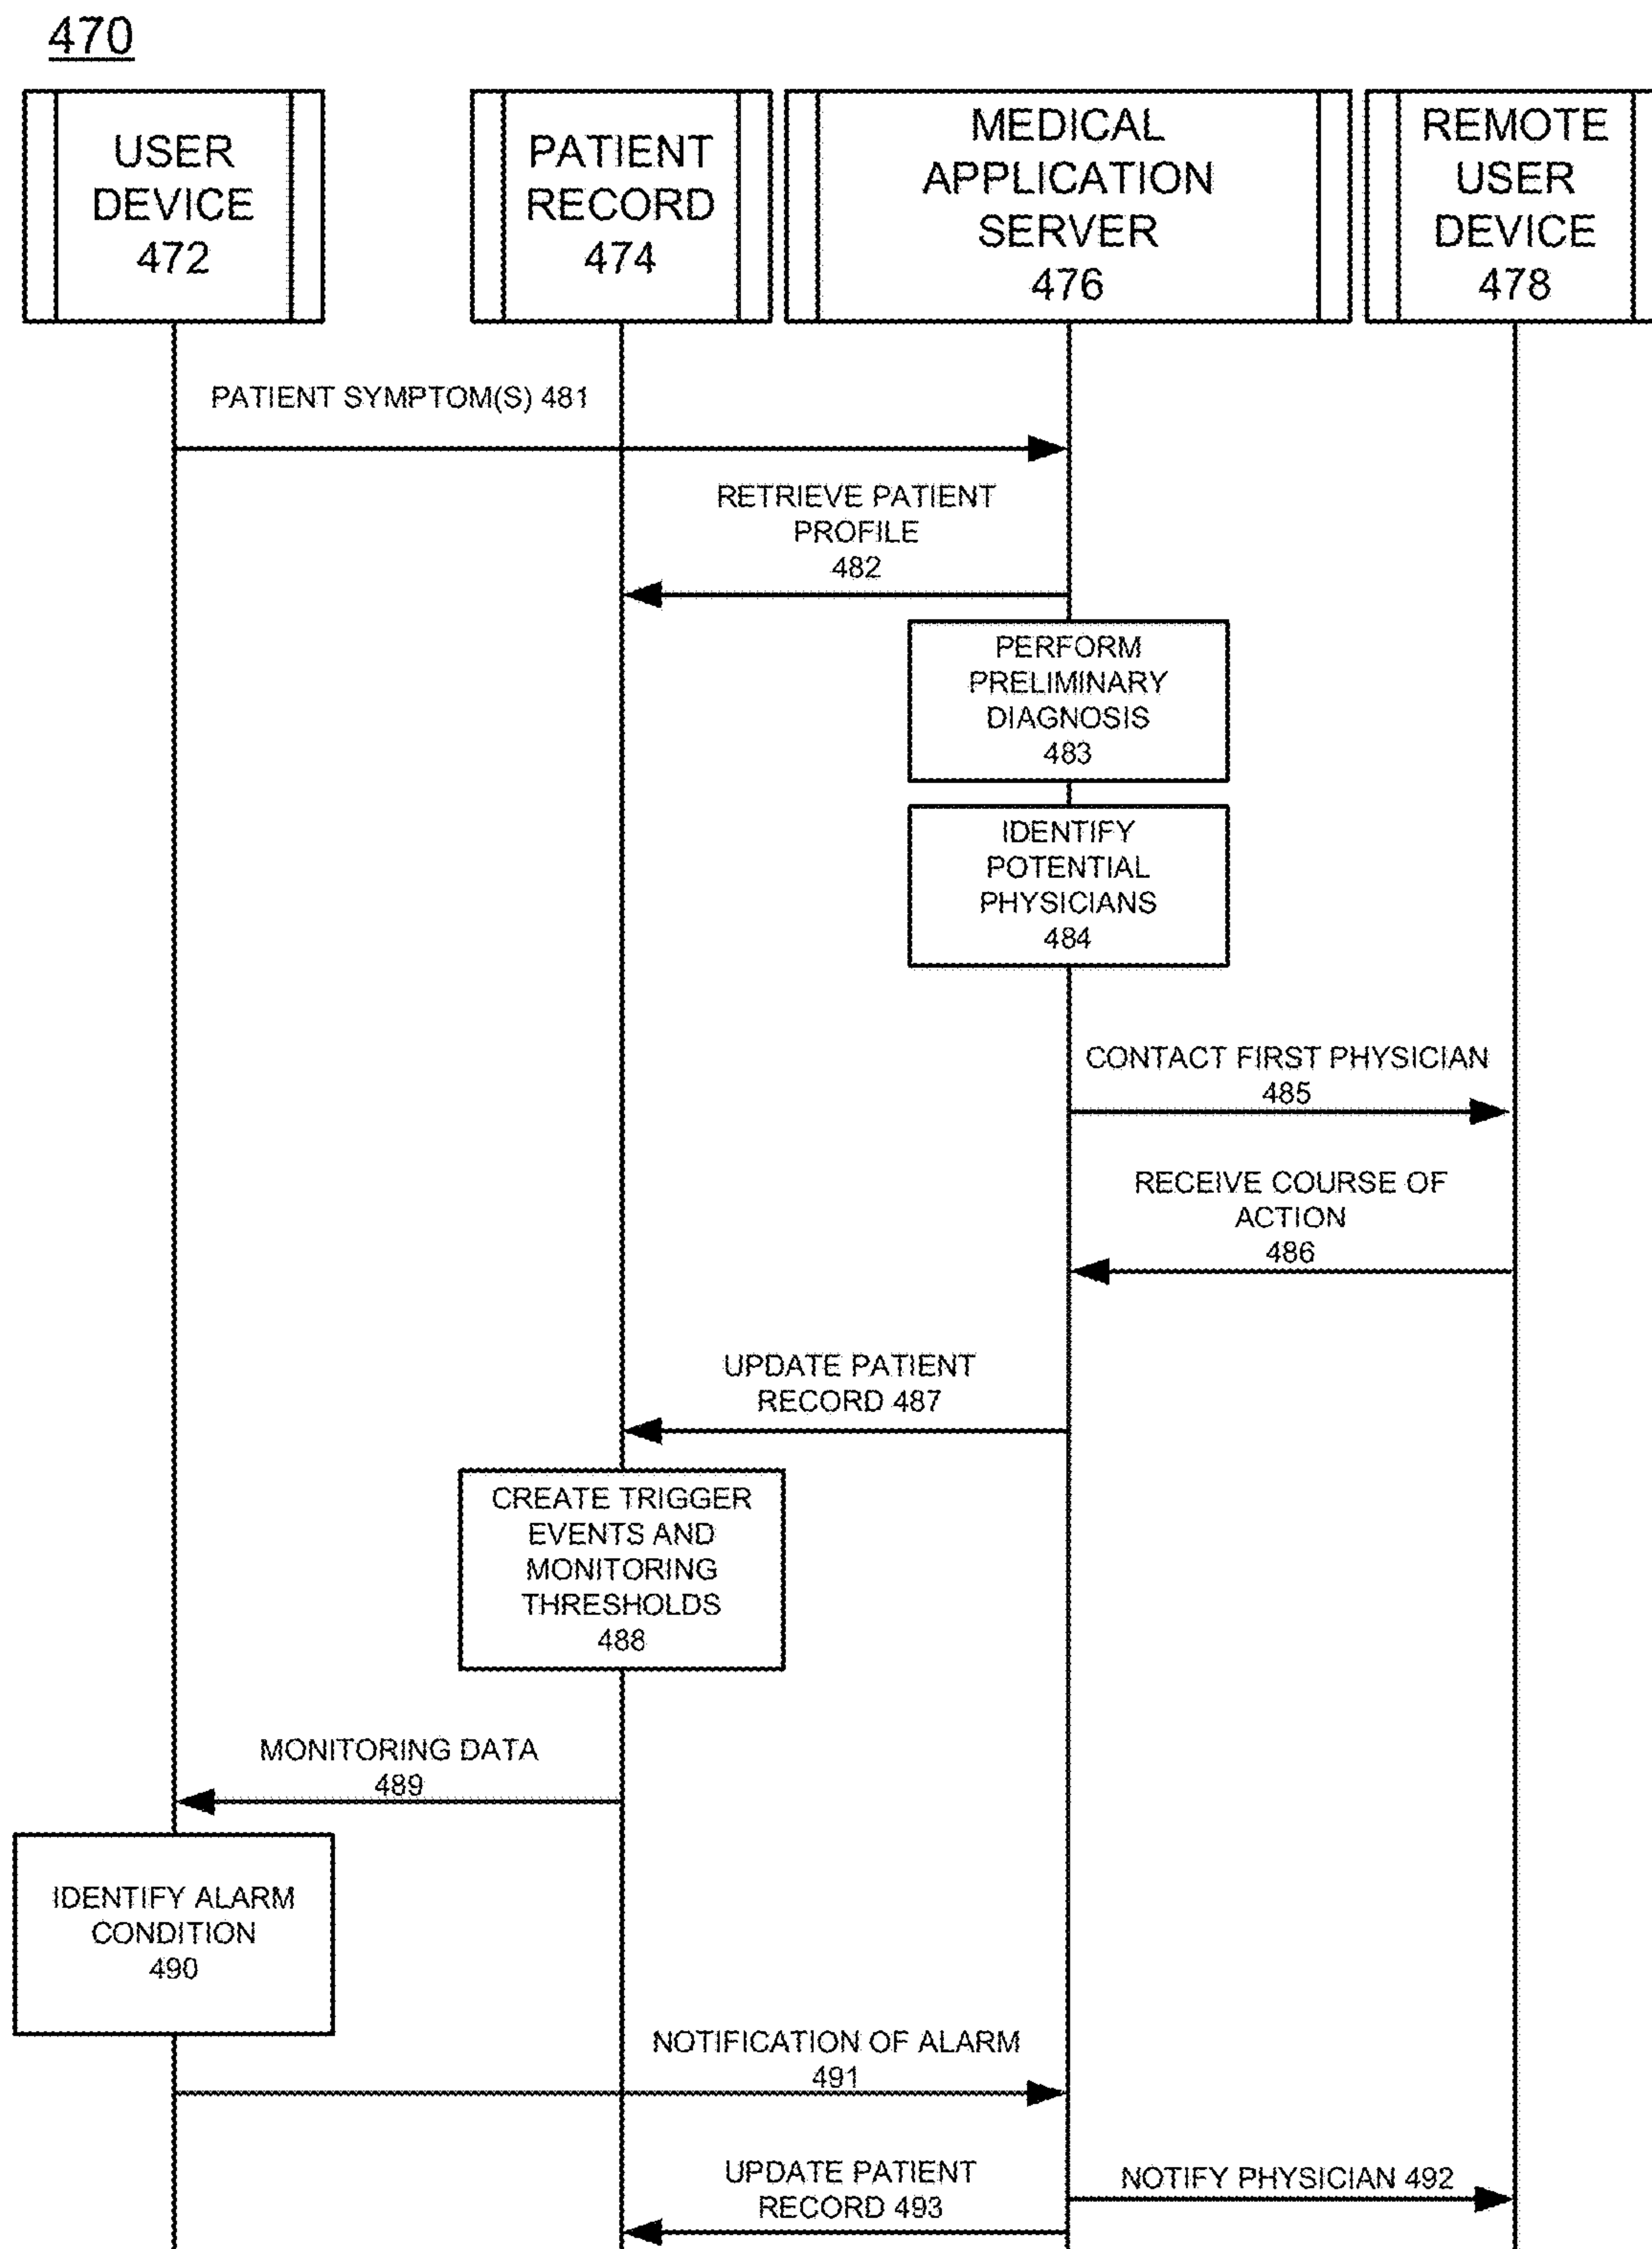 470
USER
DEVICE
472
PATIENT
RECORD
474
MEDICAL
APPLICATION
SERVER
476
REMOTE
USER
DEVICE
478
PATIENT SYMPTOM(S) 481
RETRIEVE PATIENT
PROFILE
482
PERFORM
PRELIMINARY
DIAGNOSIS
483
IDENTIFY
POTENTIAL
PHYSICIANS
484
CONTACT FIRST PHYSICIAN
485
RECEIVE COURSE OF
ACTION
486
UPDATE PATIENT
RECORD 487
CREATE TRIGGER
EVENTS AND
MONITORING
THRESHOLDS
488
MONITORING DATA
489
IDENTIFY ALARM
CONDITION
490
NOTIFICATION OF ALARM
491
UPDATE PATIENT
RECORD 493
NOTIFY PHYSICIAN 492